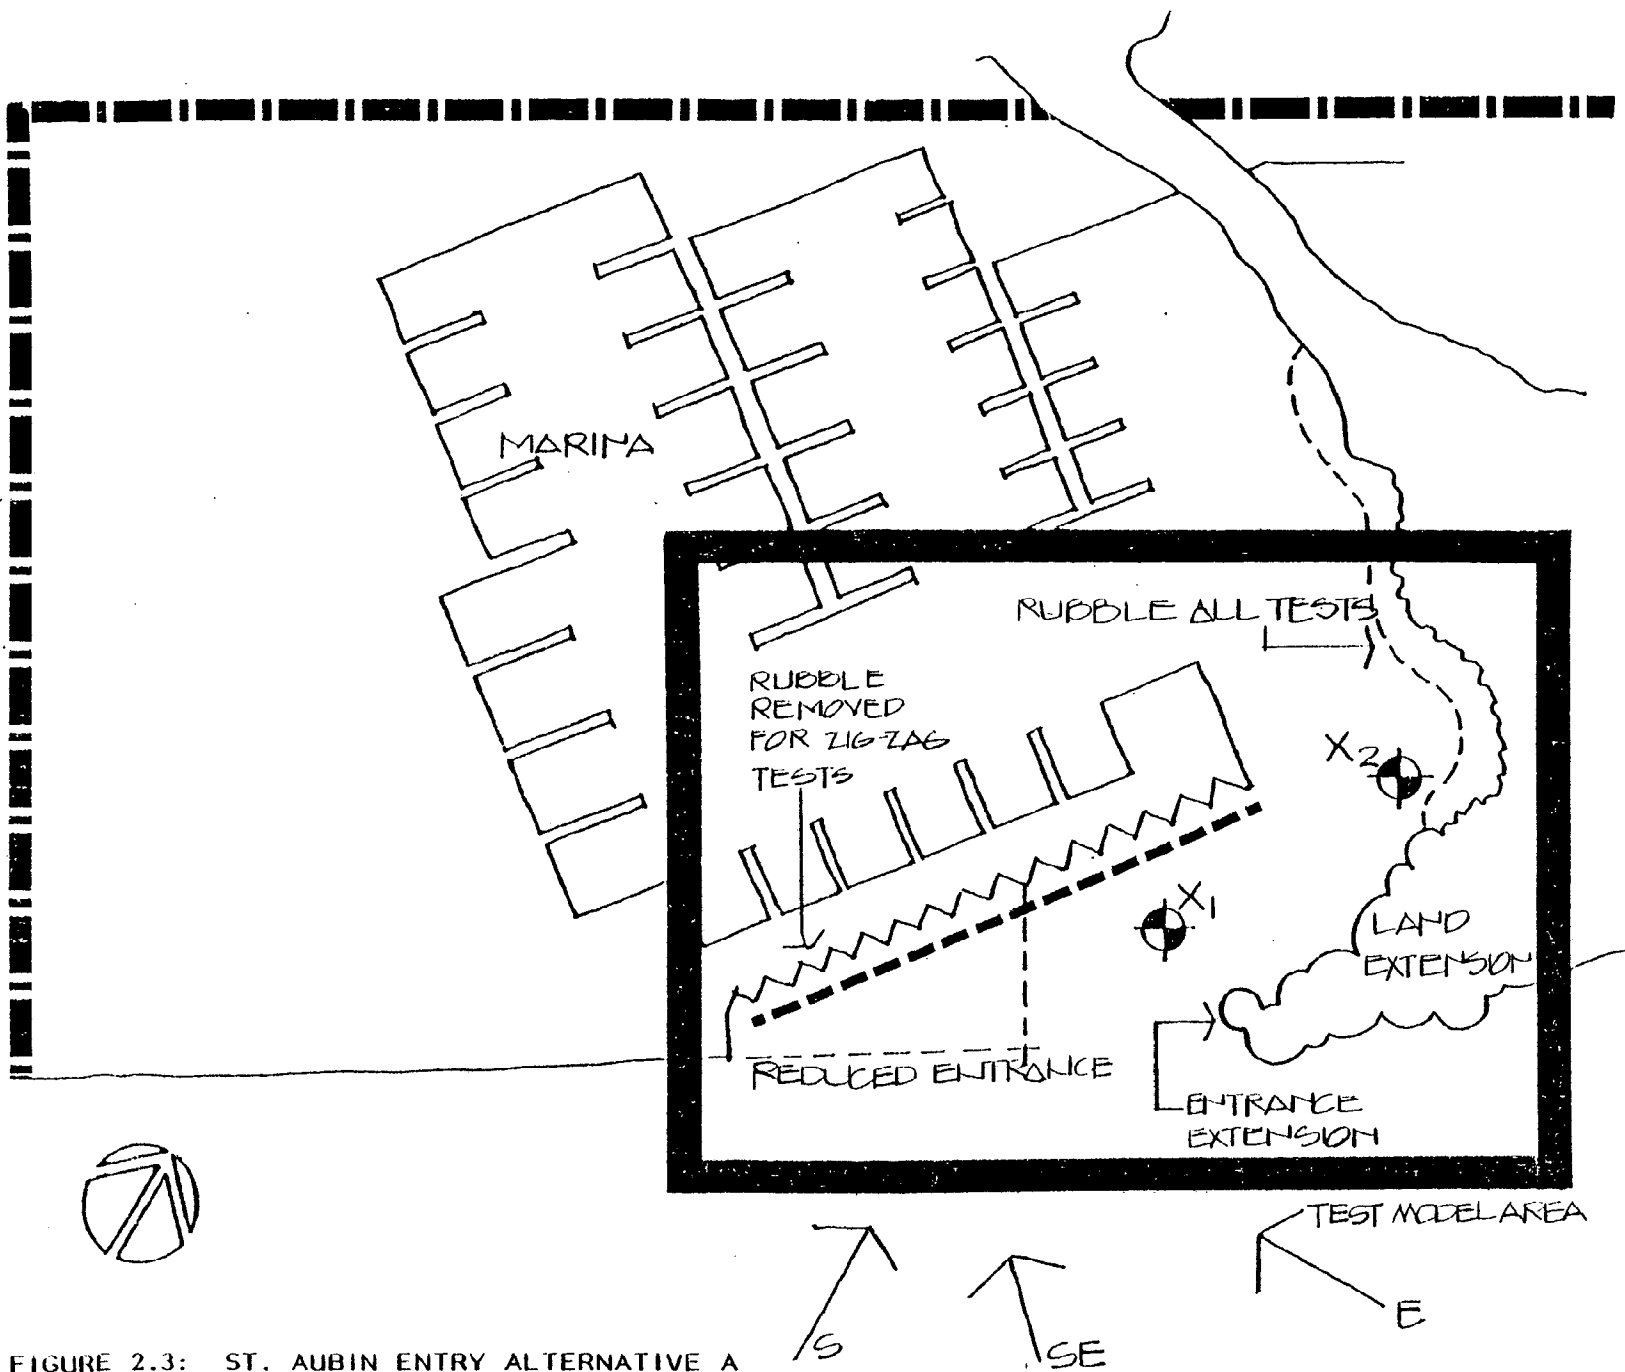 MARINA
RUBBLE ALL TESTS
RUBBLE
REMOVED
FOR ZIG-ZAG
TESTS
X2
X1
LAND
EXTENSION
REDUCED ENTRANCE
ENTRANCE
EXTENSION
TEST MODEL AREA
S
SE
E
FIGURE 2.3: ST. AUBIN ENTRY ALTERNATIVE A